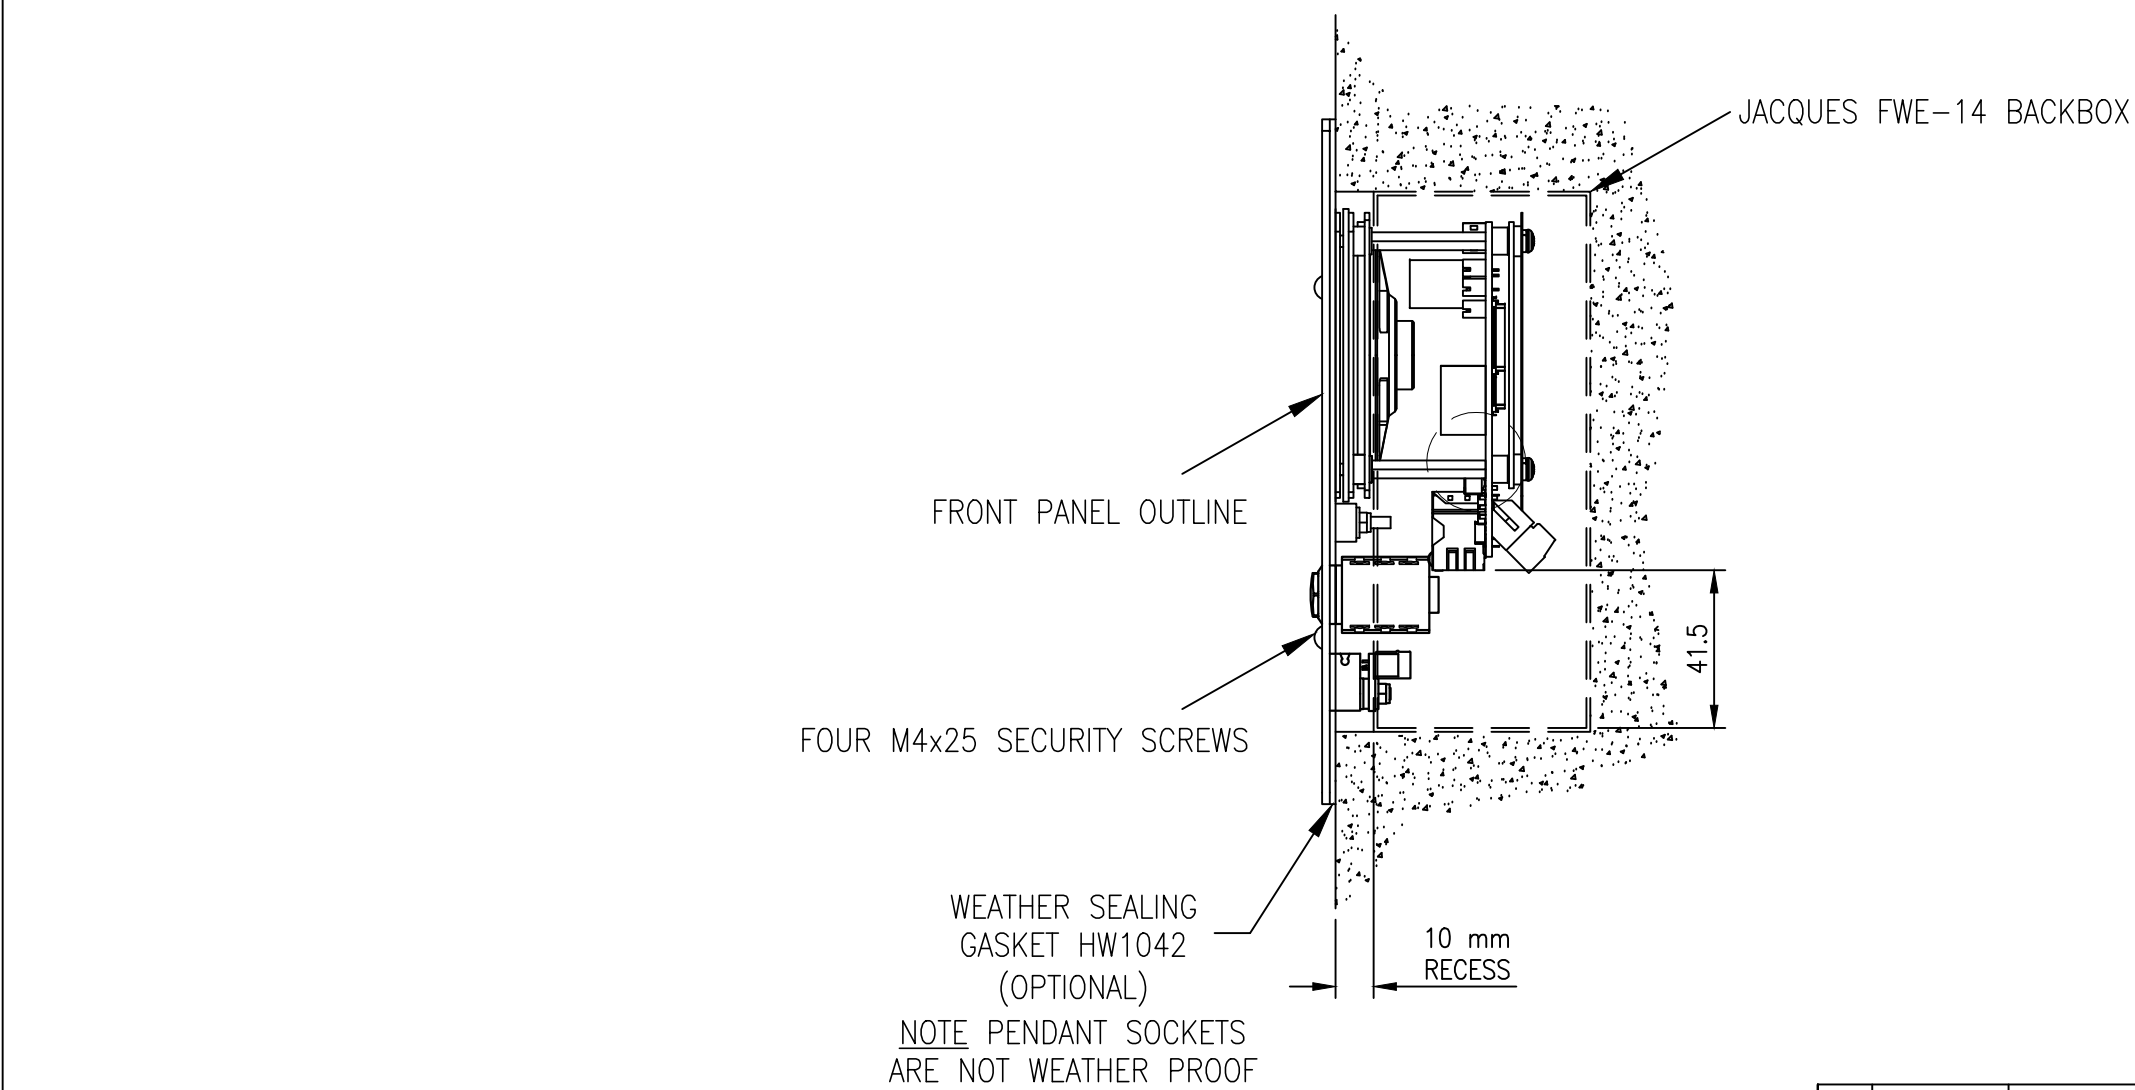 JACQUES FWE-14 BACKBOX
FRONT PANEL OUTLINE
41.5
FOUR M4x25 SECURITY SCREWS
WEATHER SEALING
GASKET HW1042
(OPTIONAL)
NOTE PENDANT SOCKETS
ARE NOT WEATHER PROOF
10 mm
RECESS